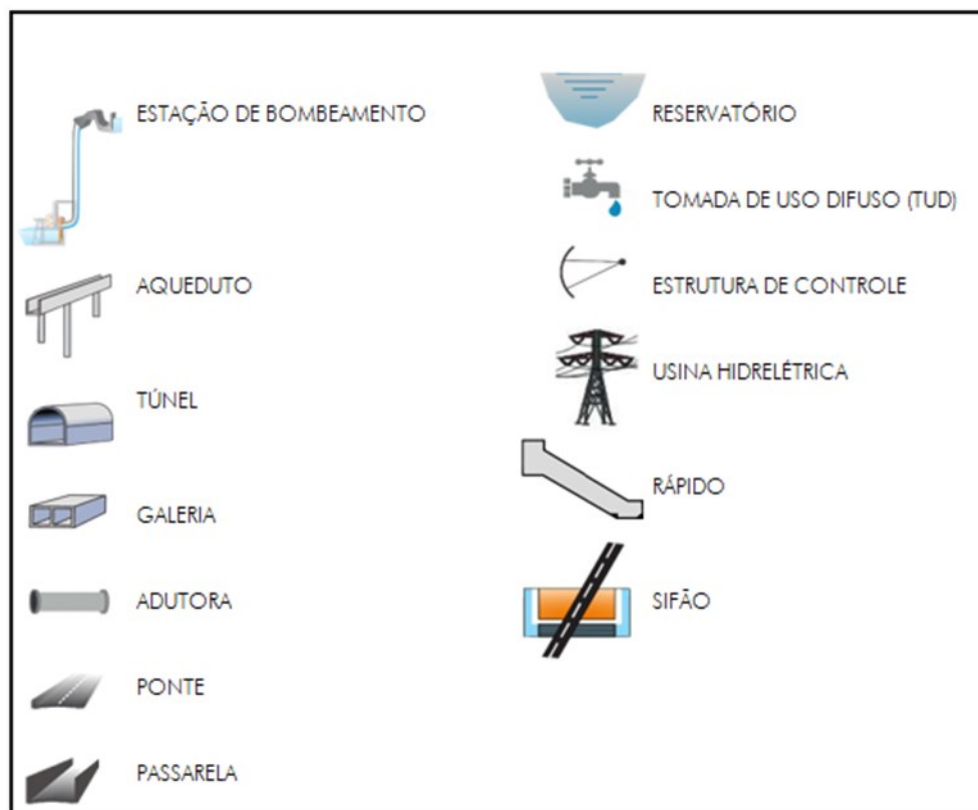 ESTAÇÃO DE BOMBEAMENTO
AQUEDUTO
TÚNEL
GALERIA
ADUTORA
PONTE
PASSARELA
RESERVATÓRIO
TOMADA DE USO DIFUSO (TUD)
ESTRUTURA DE CONTROLE
USINA HIDRELÉTRICA
RÁPIDO
SIFÃO